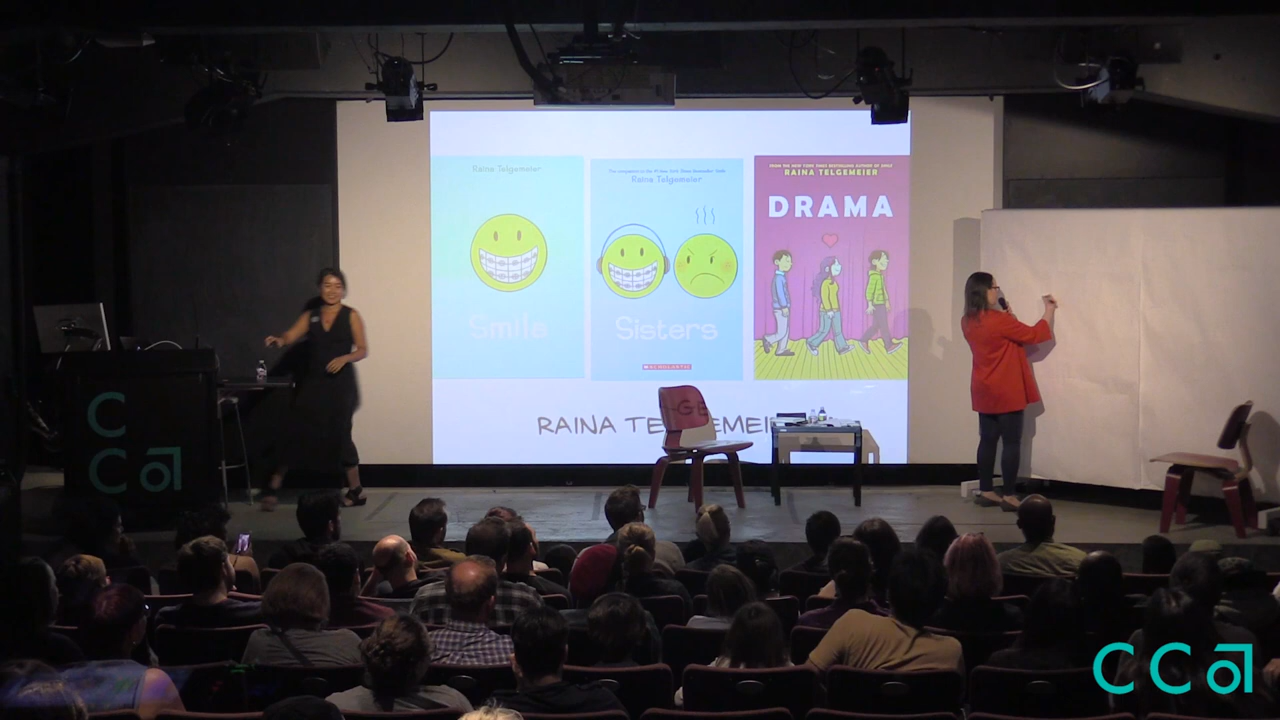 Raina Telgemeier
Smile
The companion to the #1 New York Times bestseller Smile
Raina Telgemeier
Sisters
SCHOLASTIC
FROM THE NEW YORK TIMES BESTSELLING AUTHOR OF SMILE
RAINA TELGEMEIER
DRAMA
RAINA TELGEMEIER
CCa
CCa